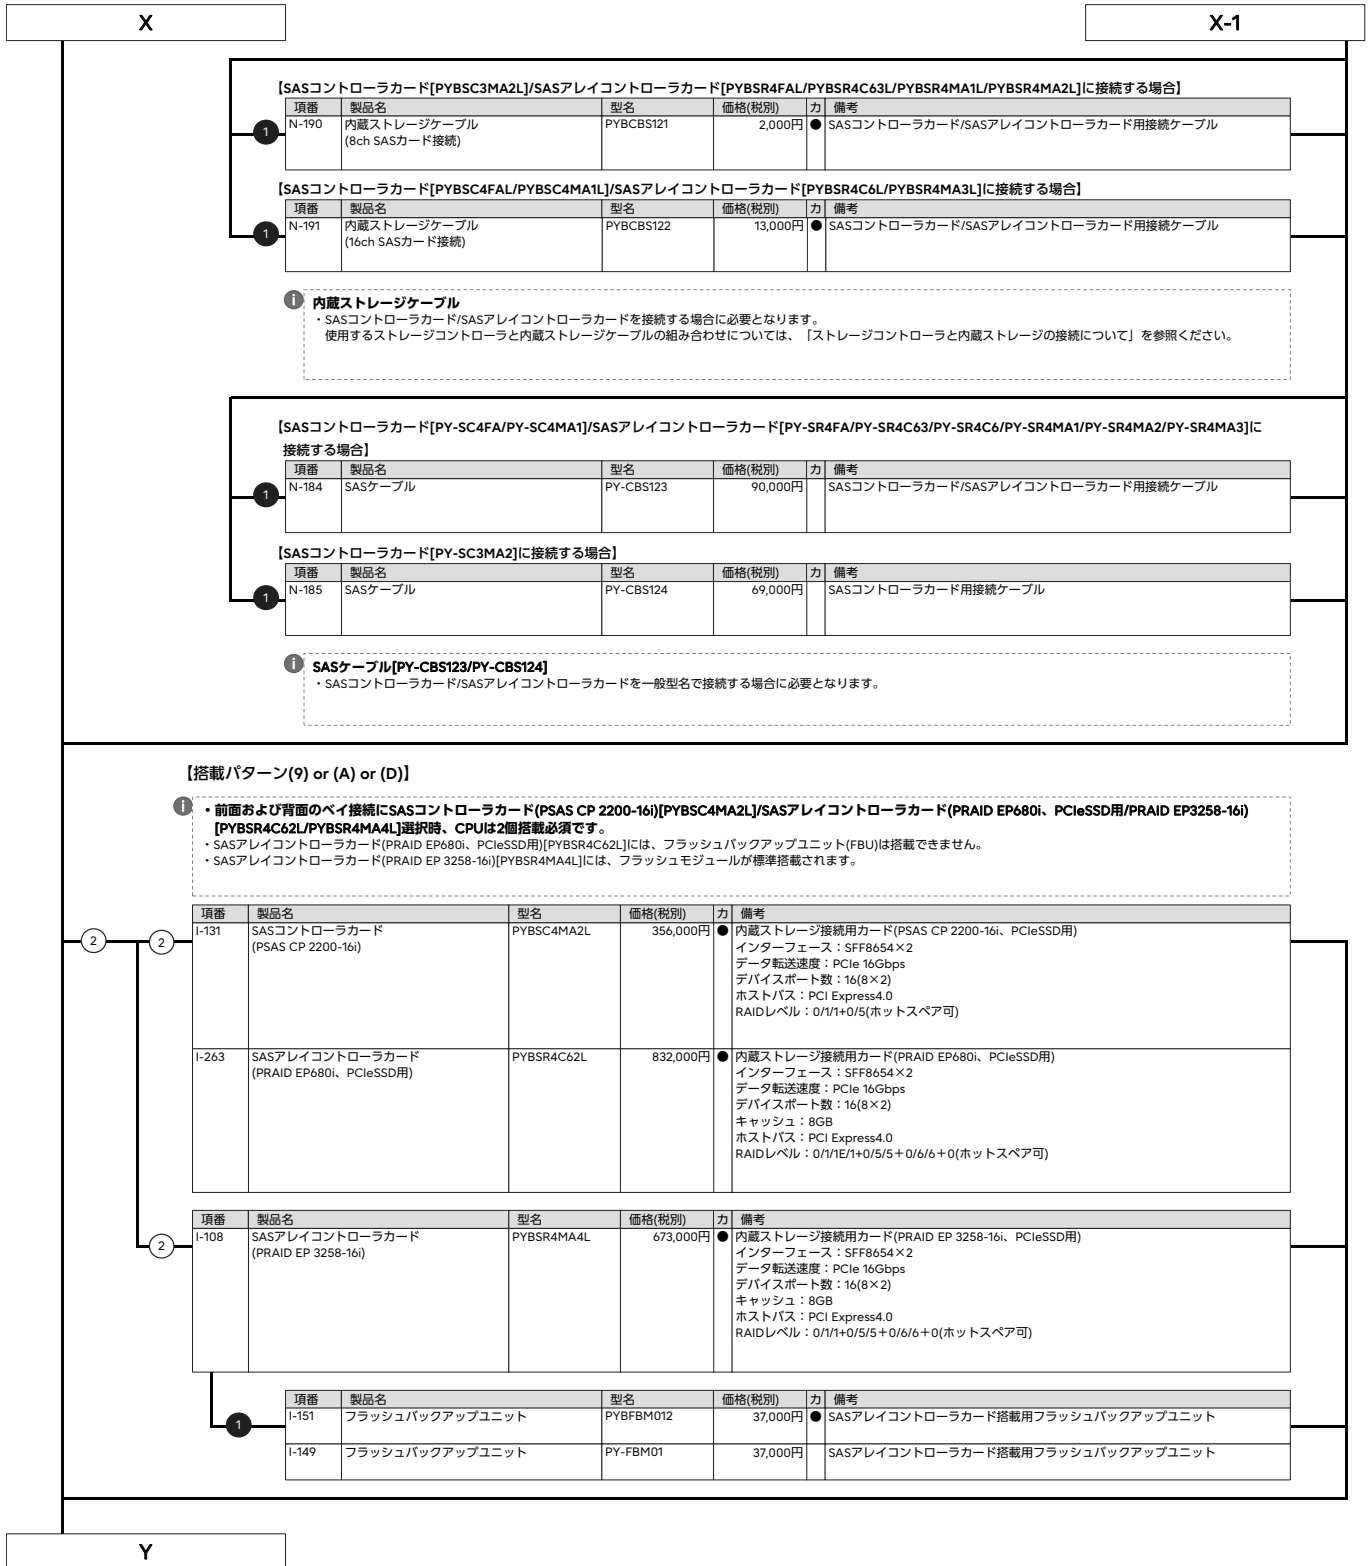 X
X-1
【SASコントローラカード[PYBSC3MA2L]/SASアレイコントローラカード[PYBSR4FAL/PYBSR4C63L/PYBSR4MA1L/PYBSR4MA2L]に接続する場合】
項番 製品名 型名 価格(税別) カ 備考
1 N-190 内蔵ストレージケーブル PYBCBS121 2,000円 ● SASコントローラカード/SASアレイコントローラカード用接続ケーブル
(8ch SASカード接続)
【SASコントローラカード[PYBSC4FAL/PYBSC4MA1L]/SASアレイコントローラカード[PYBSR4C6L/PYBSR4MA3L]に接続する場合】
項番 製品名 型名 価格(税別) カ 備考
1 N-191 内蔵ストレージケーブル PYBCBS122 13,000円 ● SASコントローラカード/SASアレイコントローラカード用接続ケーブル
(16ch SASカード接続)
i 内蔵ストレージケーブル
・SASコントローラカード/SASアレイコントローラカードを接続する場合に必要となります。
使用するストレージコントローラと内蔵ストレージケーブルの組み合わせについては、「ストレージコントローラと内蔵ストレージの接続について」を参照ください。
【SASコントローラカード[PY-SC4FA/PY-SC4MA1]/SASアレイコントローラカード[PY-SR4FA/PY-SR4C63/PY-SR4C6/PY-SR4MA1/PY-SR4MA2/PY-SR4MA3]に
接続する場合】
項番 製品名 型名 価格(税別) カ 備考
1 N-184 SASケーブル PY-CBS123 90,000円 SASコントローラカード/SASアレイコントローラカード用接続ケーブル
【SASコントローラカード[PY-SC3MA2]に接続する場合】
項番 製品名 型名 価格(税別) カ 備考
1 N-185 SASケーブル PY-CBS124 69,000円 SASコントローラカード用接続ケーブル
i SASケーブル[PY-CBS123/PY-CBS124]
・SASコントローラカード/SASアレイコントローラカードを一般型名で接続する場合に必要となります。
【搭載パターン(9) or (A) or (D)】
i ・前面および背面のベイ接続にSASコントローラカード(PSAS CP 2200-16i)[PYBSC4MA2L]/SASアレイコントローラカード(PRAID EP680i、PCIeSSD用/PRAID EP3258-16i)
[PYBSR4C62L/PYBSR4MA4L]選択時、CPUは2個搭載必須です。
・SASアレイコントローラカード(PRAID EP680i、PCIeSSD用)[PYBSR4C62L]には、フラッシュバックアップユニット(FBU)は搭載できません。
・SASアレイコントローラカード(PRAID EP 3258-16i)[PYBSR4MA4L]には、フラッシュモジュールが標準搭載されます。
項番 製品名 型名 価格(税別) カ 備考
2 2 I-131 SASコントローラカード PYBSC4MA2L 356,000円 ● 内蔵ストレージ接続用カード(PSAS CP 2200-16i、PCIeSSD用)
(PSAS CP 2200-16i) インターフェース：SFF8654×2
データ転送速度：PCIe 16Gbps
デバイスポート数：16(8×2)
ホストバス：PCI Express4.0
RAIDレベル：0/1/1+0/5(ホットスペア可)
I-263 SASアレイコントローラカード PYBSR4C62L 832,000円 ● 内蔵ストレージ接続用カード(PRAID EP680i、PCIeSSD用)
(PRAID EP680i、PCIeSSD用) インターフェース：SFF8654×2
データ転送速度：PCIe 16Gbps
デバイスポート数：16(8×2)
キャッシュ：8GB
ホストバス：PCI Express4.0
RAIDレベル：0/1/1E/1+0/5/5＋0/6/6＋0(ホットスペア可)
項番 製品名 型名 価格(税別) カ 備考
2 I-108 SASアレイコントローラカード PYBSR4MA4L 673,000円 ● 内蔵ストレージ接続用カード(PRAID EP 3258-16i、PCIeSSD用)
(PRAID EP 3258-16i) インターフェース：SFF8654×2
データ転送速度：PCIe 16Gbps
デバイスポート数：16(8×2)
キャッシュ：8GB
ホストバス：PCI Express4.0
RAIDレベル：0/1/1+0/5/5＋0/6/6＋0(ホットスペア可)
項番 製品名 型名 価格(税別) カ 備考
1 I-151 フラッシュバックアップユニット PYBFBM012 37,000円 ● SASアレイコントローラカード搭載用フラッシュバックアップユニット
I-149 フラッシュバックアップユニット PY-FBM01 37,000円 SASアレイコントローラカード搭載用フラッシュバックアップユニット
Y